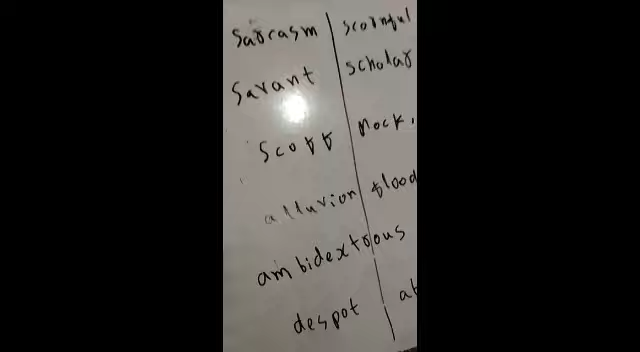 sarcasm scornful
savant scholar
scoff mock,
alluvion flood
ambidextrous
despot